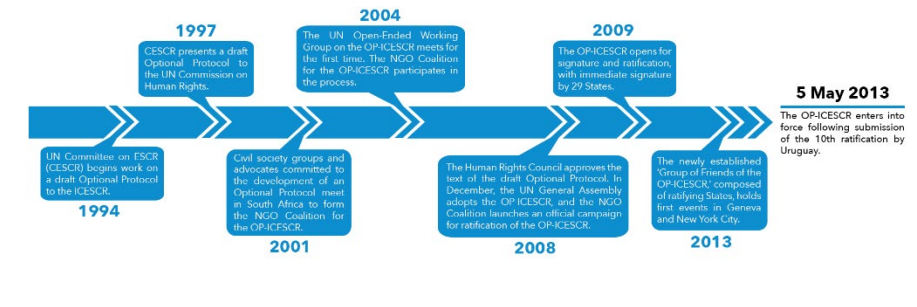 1997
CESCR presents a draft
Optional Protocol to
the UN Commission on
Human Rights.
2004
The UN Open-Ended Working
Group on the OP-ICESCR meets for
the first time. The NGO Coalition
for the OP-ICESCR participates in
the process.
2009
The OP-ICESCR opens for
signature and ratification,
with immediate signature
by 29 States.
5 May 2013
The OP-ICESCR enters into
force following submission
of the 10th ratification by
Uruguay.
UN Committee on ESCR
(CESCR) begins work on
a draft Optional Protocol
to the ICESCR.
1994
Civil society groups and
advocates committed to
the development of an
Optional Protocol meet
in South Africa to form
the NGO Coalition for
the OP-ICESCR.
2001
The Human Rights Council approves the
text of the draft Optional Protocol. In
December, the UN General Assembly
adopts the OP ICESCR, and the NGO
Coalition launches an official campaign
for ratification of the OP-ICESCR.
2008
The newly established
'Group of Friends of the
OP-ICESCR,' composed
of ratifying States, holds
first events in Geneva
and New York City.
2013